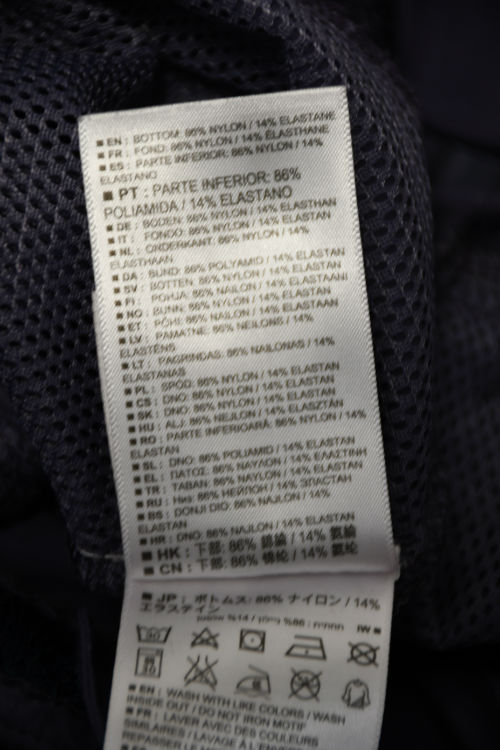 ■ EN : BOTTOM: 86% NYLON / 14% ELASTANE
■ FR : FOND: 86% NYLON / 14% ÉLASTHANE
■ ES : PARTE INFERIOR: 86% NYLON / 14%
ELASTANO
■ PT : PARTE INFERIOR: 86%
POLIAMIDA / 14% ELASTANO
■ DE : BODEN: 86% NYLON / 14% ELASTHAN
■ IT : FONDO: 86% NYLON / 14% ELASTAN
■ NL : ONDERKANT: 86% NYLON / 14%
ELASTHAAN
■ DA : BUND: 86% POLYAMID / 14% ELASTAN
■ SV : BOTTEN: 86% NYLON / 14% ELASTAN
■ FI : POHJA: 86% NAILON / 14% ELASTAANI
■ NO : BUNN: 86% NYLON / 14% ELASTAN
■ ET : PÕHI: 86% NAILON / 14% ELASTAAN
■ LV : PAMATNE: 86% NEILONS / 14%
ELASTĒNS
■ LT : PAGRINDAS: 86% NAILONAS / 14%
ELASTANAS
■ PL : SPÓD: 86% NYLON / 14% ELASTAN
■ CS : DNO: 86% NYLON / 14% ELASTAN
■ SK : DNO: 86% NYLON / 14% ELASTAN
■ HU : ALJ: 86% NEJLON / 14% ELASZTÁN
■ RO : PARTE INFERIOARĂ: 86% NYLON / 14%
ELASTAN
■ SL : DNO: 86% POLIAMID / 14% ELASTAN
■ EL : ΠΑΤΟΣ: 86% ΝΑΥΛΟΝ / 14% ΕΛΑΣΤΙΝΗ
■ TR : TABAN: 86% NAYLON / 14% ELASTAN
■ RU : Низ: 86% НЕЙЛОН / 14% ЭЛАСТАН
■ BS : DONJI DIO: 86% NAJLON / 14%
ELASTAN
■ HR : DNO: 86% NAJLON / 14% ELASTAN
■ HK : 下部: 86% 錦綸 / 14% 氨綸
■ CN : 下部: 86% 锦纶 / 14% 氨纶
■ JP : ボトムス: 86% ナイロン / 14%
エラステイン
IW ■
■ EN : WASH WITH LIKE COLORS / WASH
INSIDE OUT / DO NOT IRON MOTIF
■ FR : LAVER AVEC DES COULEURS
SIMILAIRES / LAVAGE À L'ENVERS